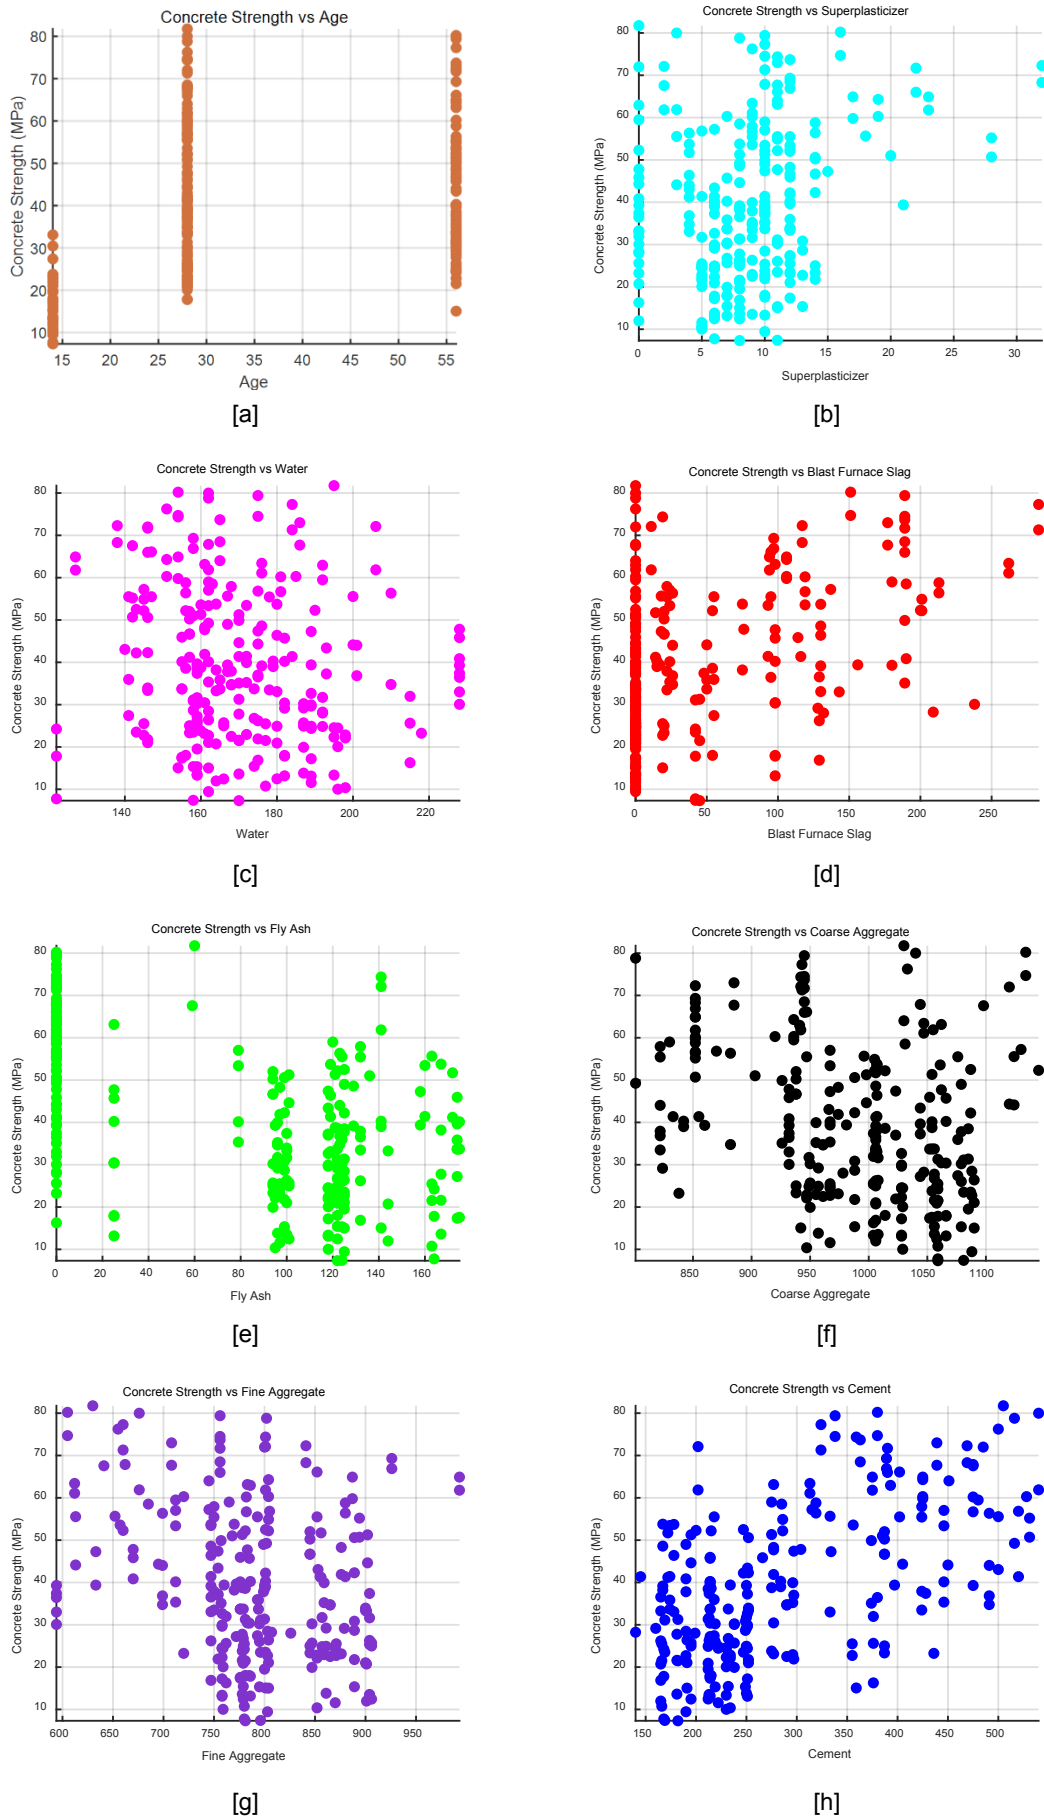 Concrete Strength vs Age
80
70
60
50
40
30
20
10
Concrete Strength (MPa)
15 20 25 30 35 40 45 50 55
Age
[a]
Concrete Strength vs Superplasticizer
80
70
60
50
40
30
20
10
Concrete Strength (MPa)
0 5 10 15 20 25 30
Superplasticizer
[b]
Concrete Strength vs Water
80
70
60
50
40
30
20
10
Concrete Strength (MPa)
140 160 180 200 220
Water
[c]
Concrete Strength vs Blast Furnace Slag
80
70
60
50
40
30
20
10
Concrete Strength (MPa)
0 50 100 150 200 250
Blast Furnace Slag
[d]
Concrete Strength vs Fly Ash
80
70
60
50
40
30
20
10
Concrete Strength (MPa)
0 20 40 60 80 100 120 140 160
Fly Ash
[e]
Concrete Strength vs Coarse Aggregate
80
70
60
50
40
30
20
10
Concrete Strength (MPa)
850 900 950 1000 1050 1100
Coarse Aggregate
[f]
Concrete Strength vs Fine Aggregate
80
70
60
50
40
30
20
10
Concrete Strength (MPa)
600 650 700 750 800 850 900 950
Fine Aggregate
[g]
Concrete Strength vs Cement
80
70
60
50
40
30
20
10
Concrete Strength (MPa)
150 200 250 300 350 400 450 500
Cement
[h]